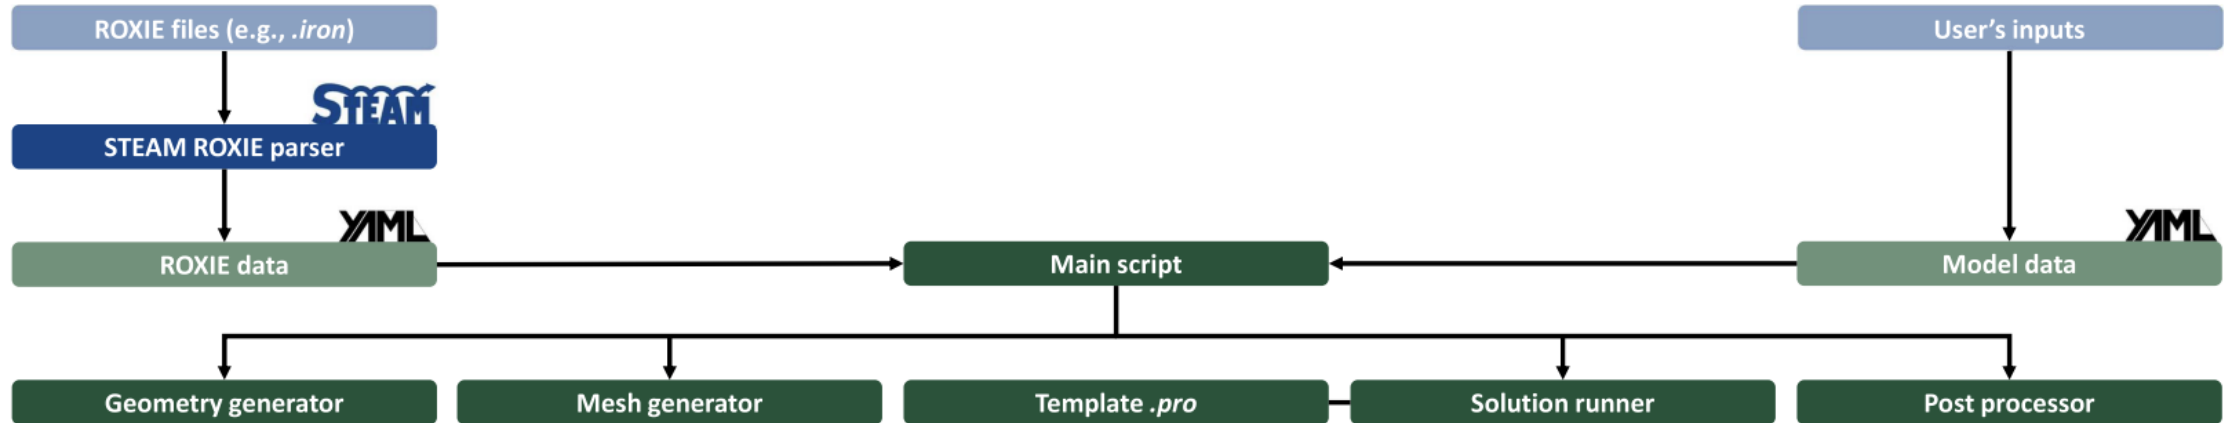 ROXIE files (e.g., .iron)
User's inputs
STEAM
STEAM ROXIE parser
YAML
YAML
ROXIE data
Main script
Model data
Geometry generator
Mesh generator
Template .pro
Solution runner
Post processor